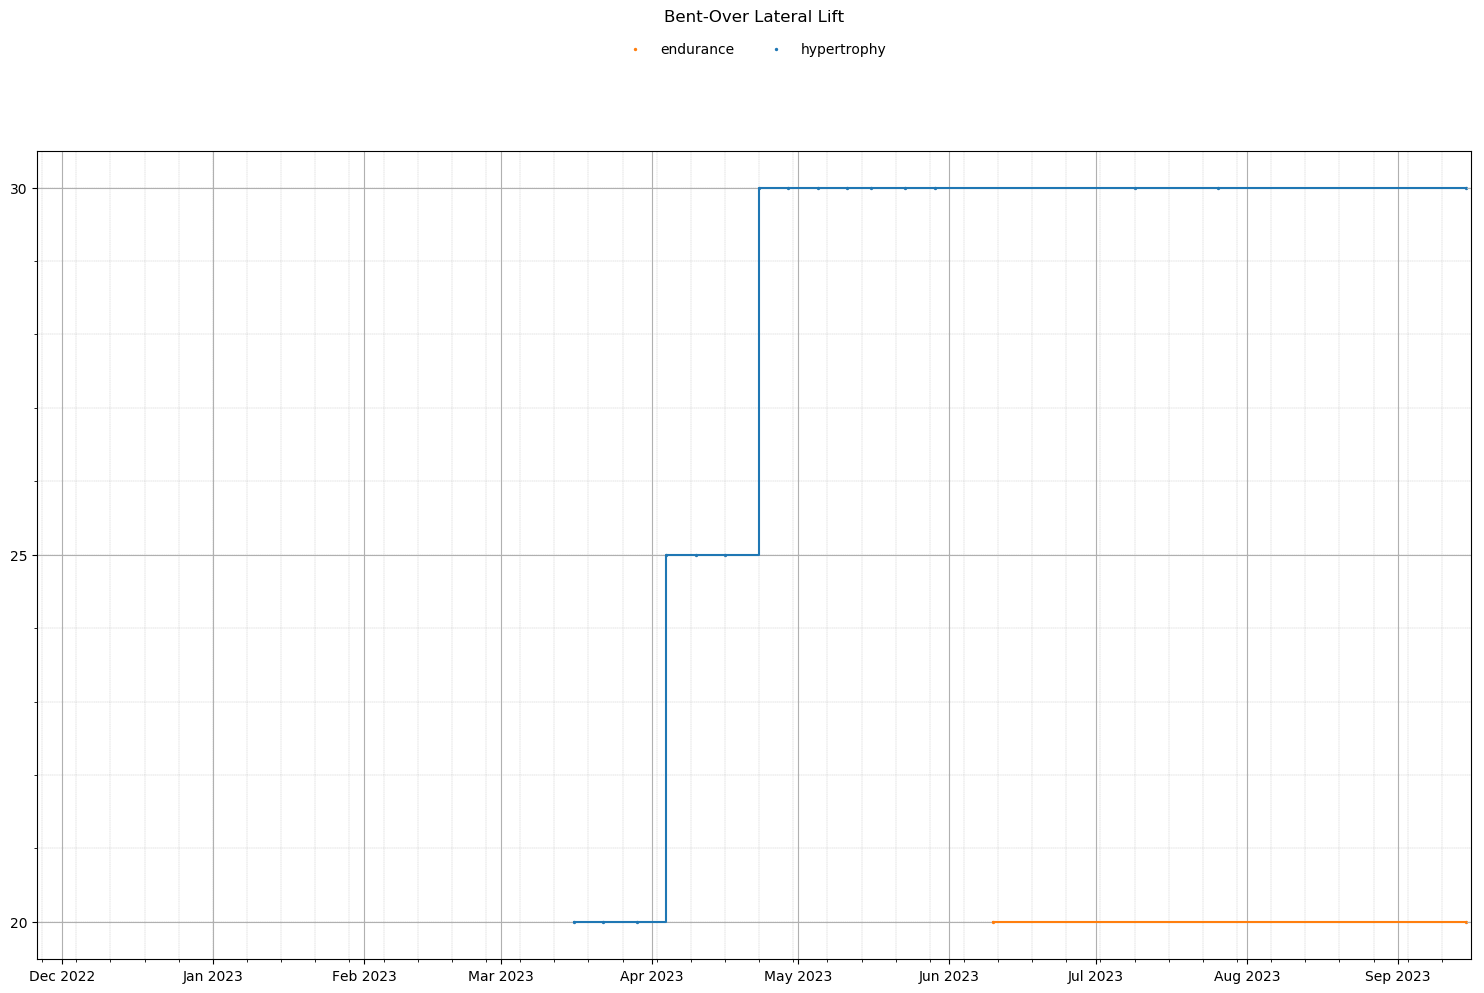 Bent-Over Lateral Lift
endurance hypertrophy
30
25
20
Dec 2022 Jan 2023 Feb 2023 Mar 2023 Apr 2023 May 2023 Jun 2023 Jul 2023 Aug 2023 Sep 2023